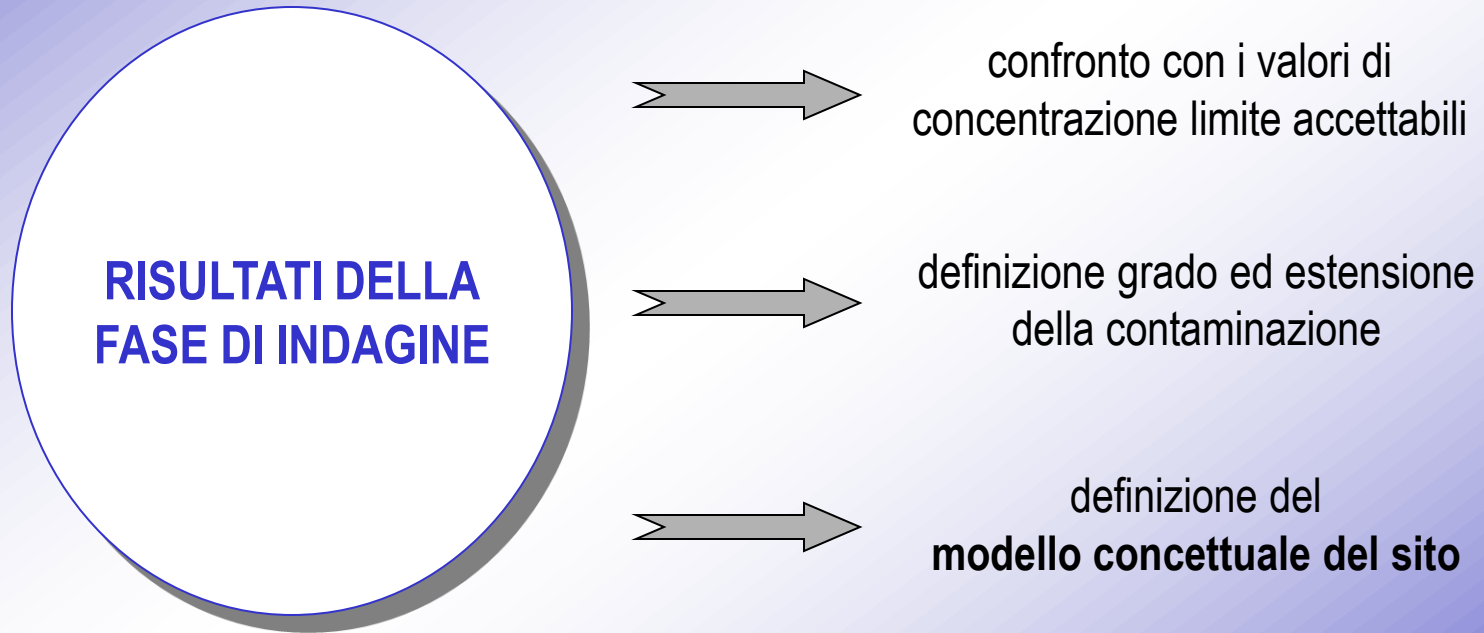 RISULTATI DELLA
FASE DI INDAGINE
confronto con i valori di
concentrazione limite accettabili
definizione grado ed estensione
della contaminazione
definizione del
modello concettuale del sito